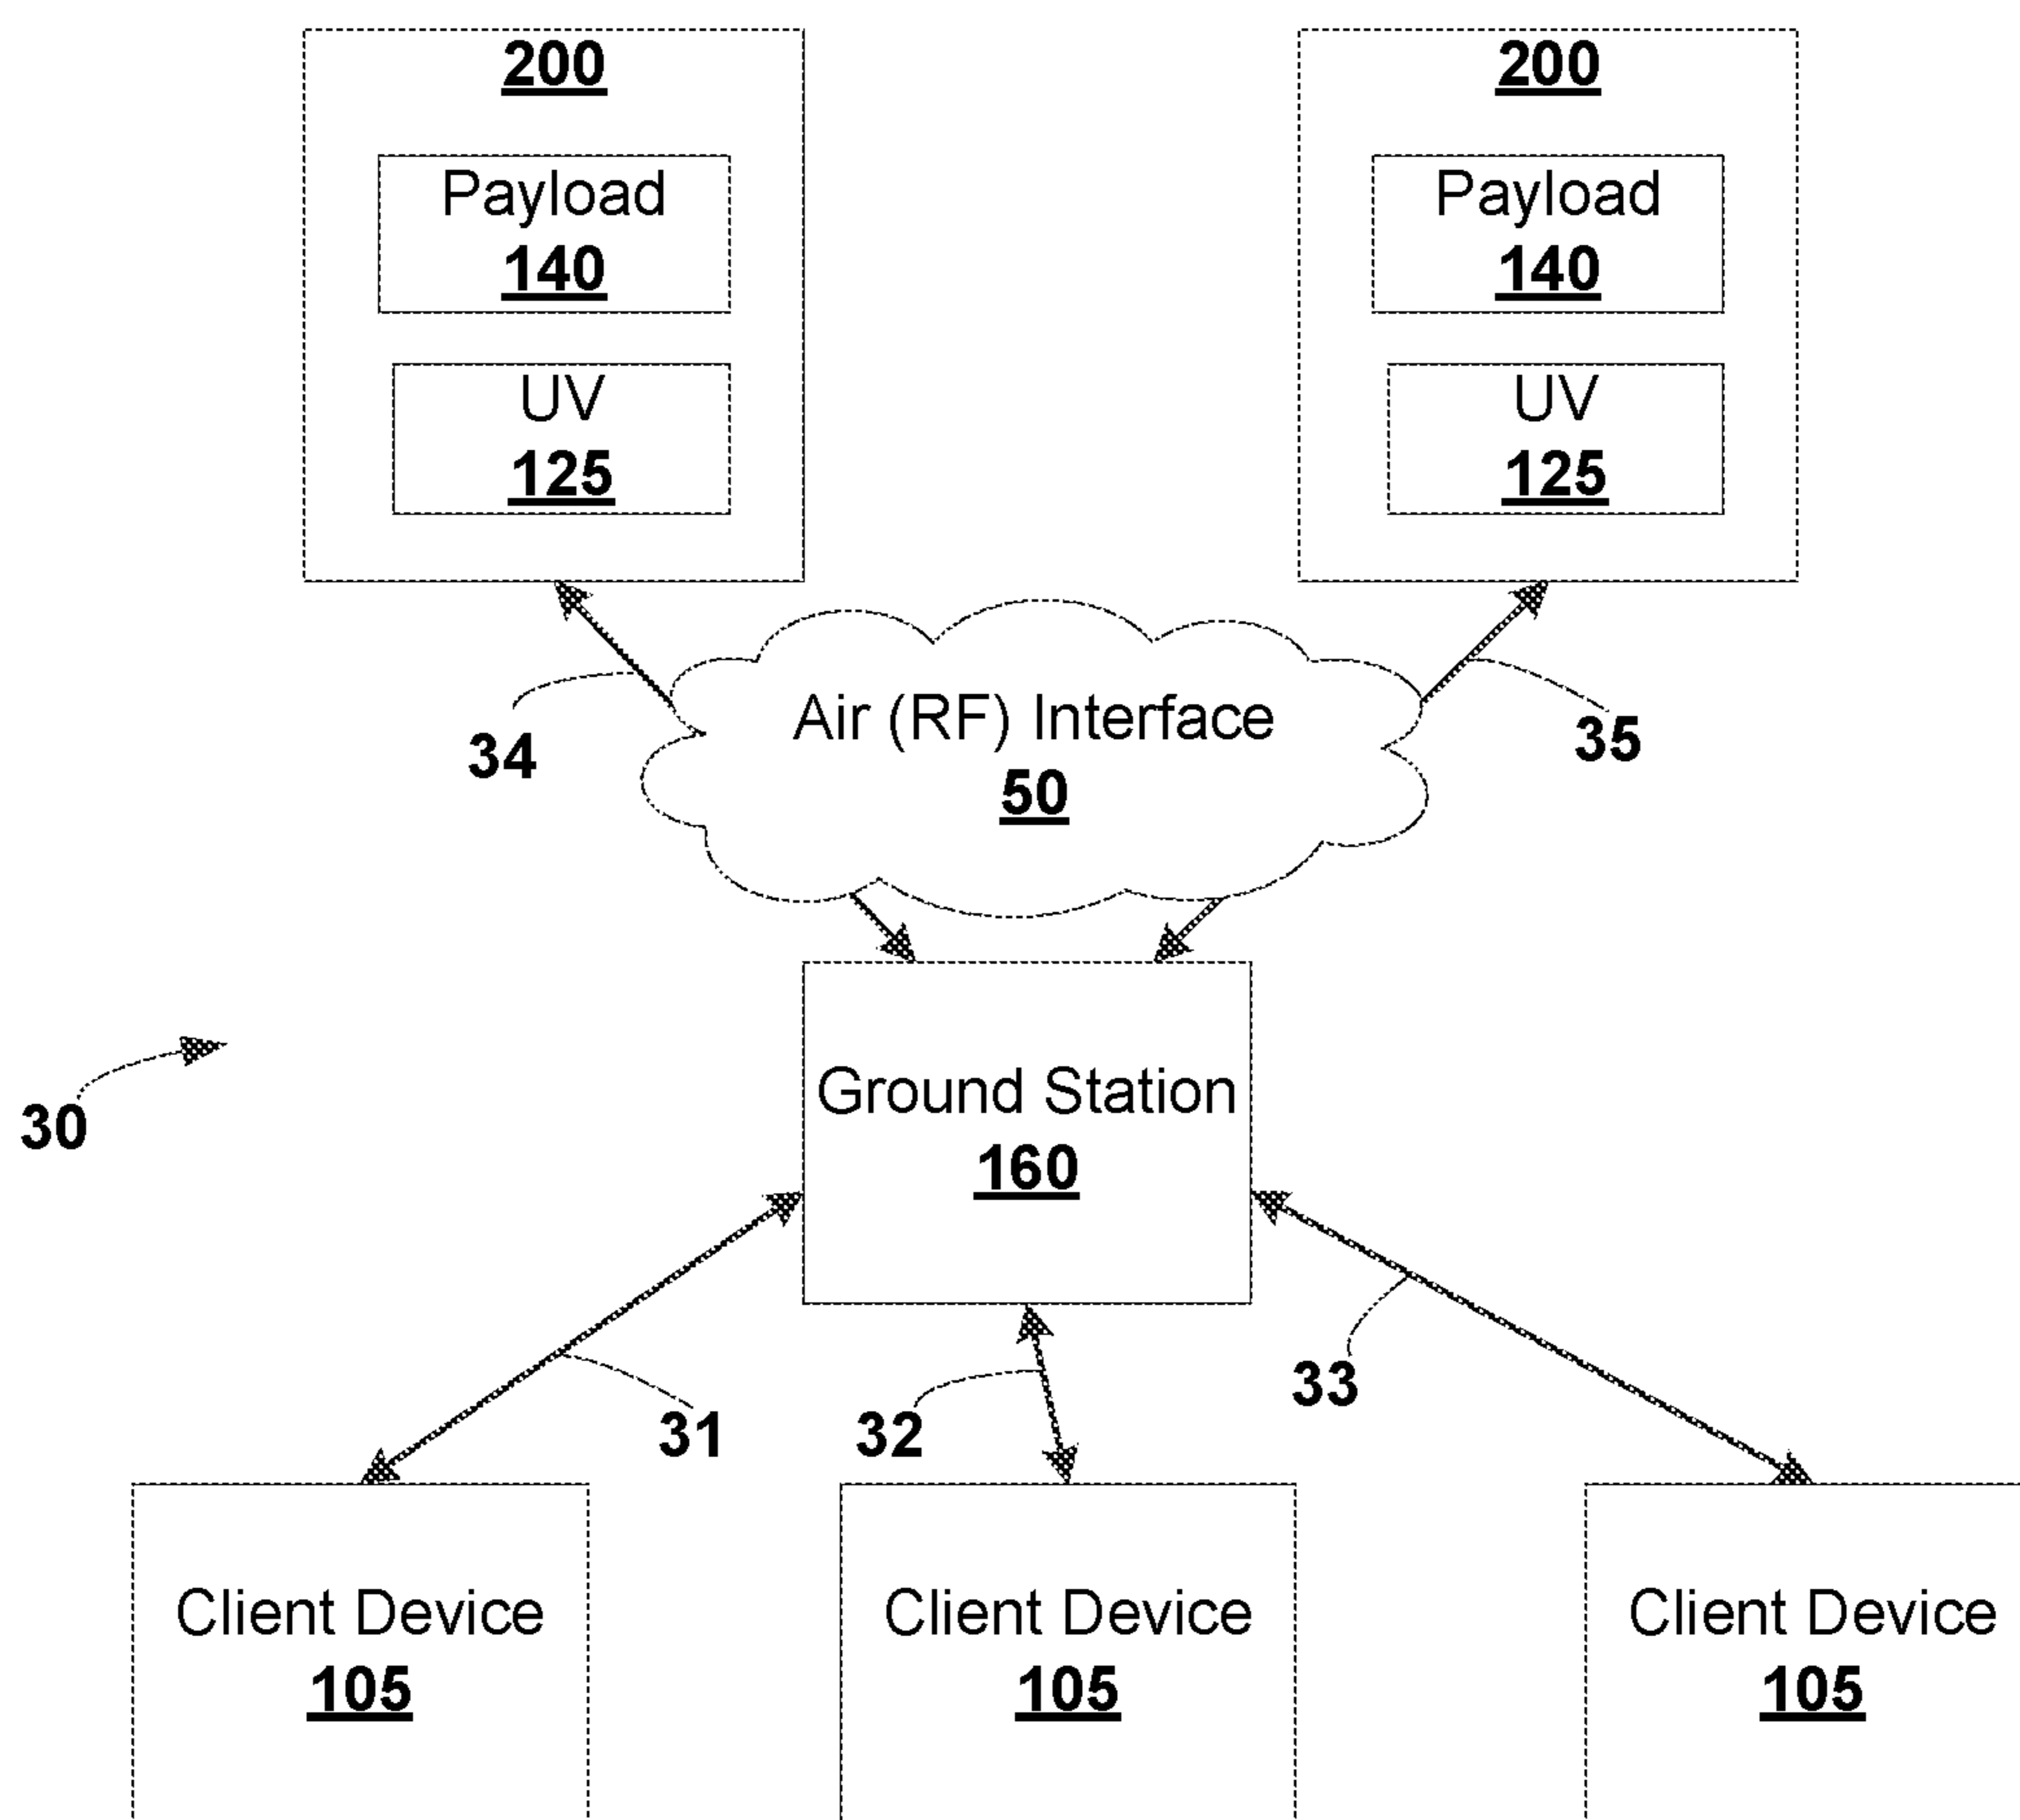 200
200
Payload
140
Payload
140
UV
125
UV
125
34
Air (RF) Interface
50
35
30
Ground Station
160
31
32
33
Client Device
105
Client Device
105
Client Device
105